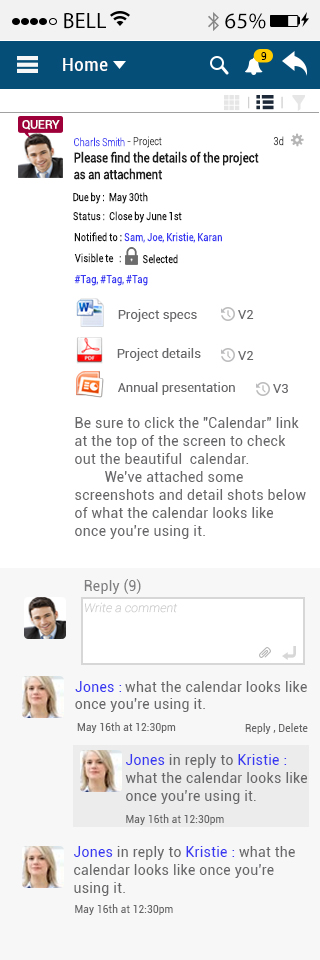 BELL 65%
Home 9
QUERY
Charls Smith - Project 3d
Please find the details of the project
as an attachment
Due by : May 30th
Status : Close by June 1st
Notified to : Sam, Joe, Kristie, Karan
Visible te : Selected
#Tag, #Tag, #Tag
Project specs V2
PDF Project details V2
Annual presentation V3
Be sure to click the "Calendar" link
at the top of the screen to check
out the beautiful calendar.
We've attached some
screenshots and detail shots below
of what the calendar looks like
once you're using it.
Reply (9)
Write a comment
Jones : what the calendar looks like
once you're using it.
May 16th at 12:30pm Reply , Delete
Jones in reply to Kristie :
what the calendar looks like
once you're using it.
May 16th at 12:30pm
Jones in reply to Kristie : what the
calendar looks like once you're
using it.
May 16th at 12:30pm